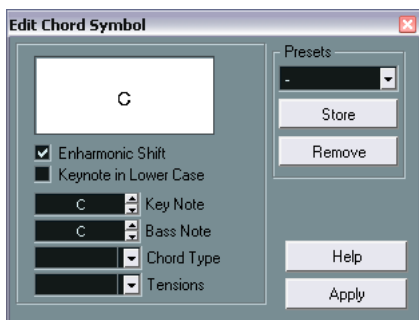 Edit Chord Symbol
C
Enharmonic Shift
Keynote in Lower Case
C Key Note
C Bass Note
Chord Type
Tensions
Presets
-
Store
Remove
Help
Apply